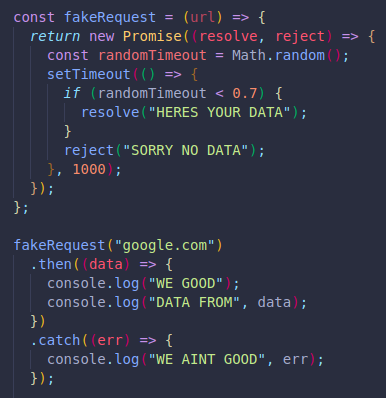 const fakeRequest = (url) => {
  return new Promise((resolve, reject) => {
    const randomTimeout = Math.random();
    setTimeout(() => {
      if (randomTimeout < 0.7) {
        resolve("HERES YOUR DATA");
      }
      reject("SORRY NO DATA");
    }, 1000);
  });
};

fakeRequest("google.com")
  .then((data) => {
    console.log("WE GOOD");
    console.log("DATA FROM", data);
  })
  .catch((err) => {
    console.log("WE AINT GOOD", err);
  });